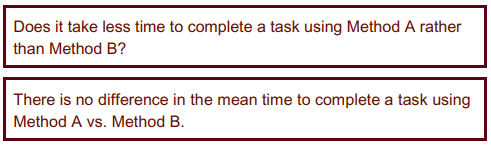 Does it take less time to complete a task using Method A rather
than Method B?
There is no difference in the mean time to complete a task using
Method A vs. Method B.